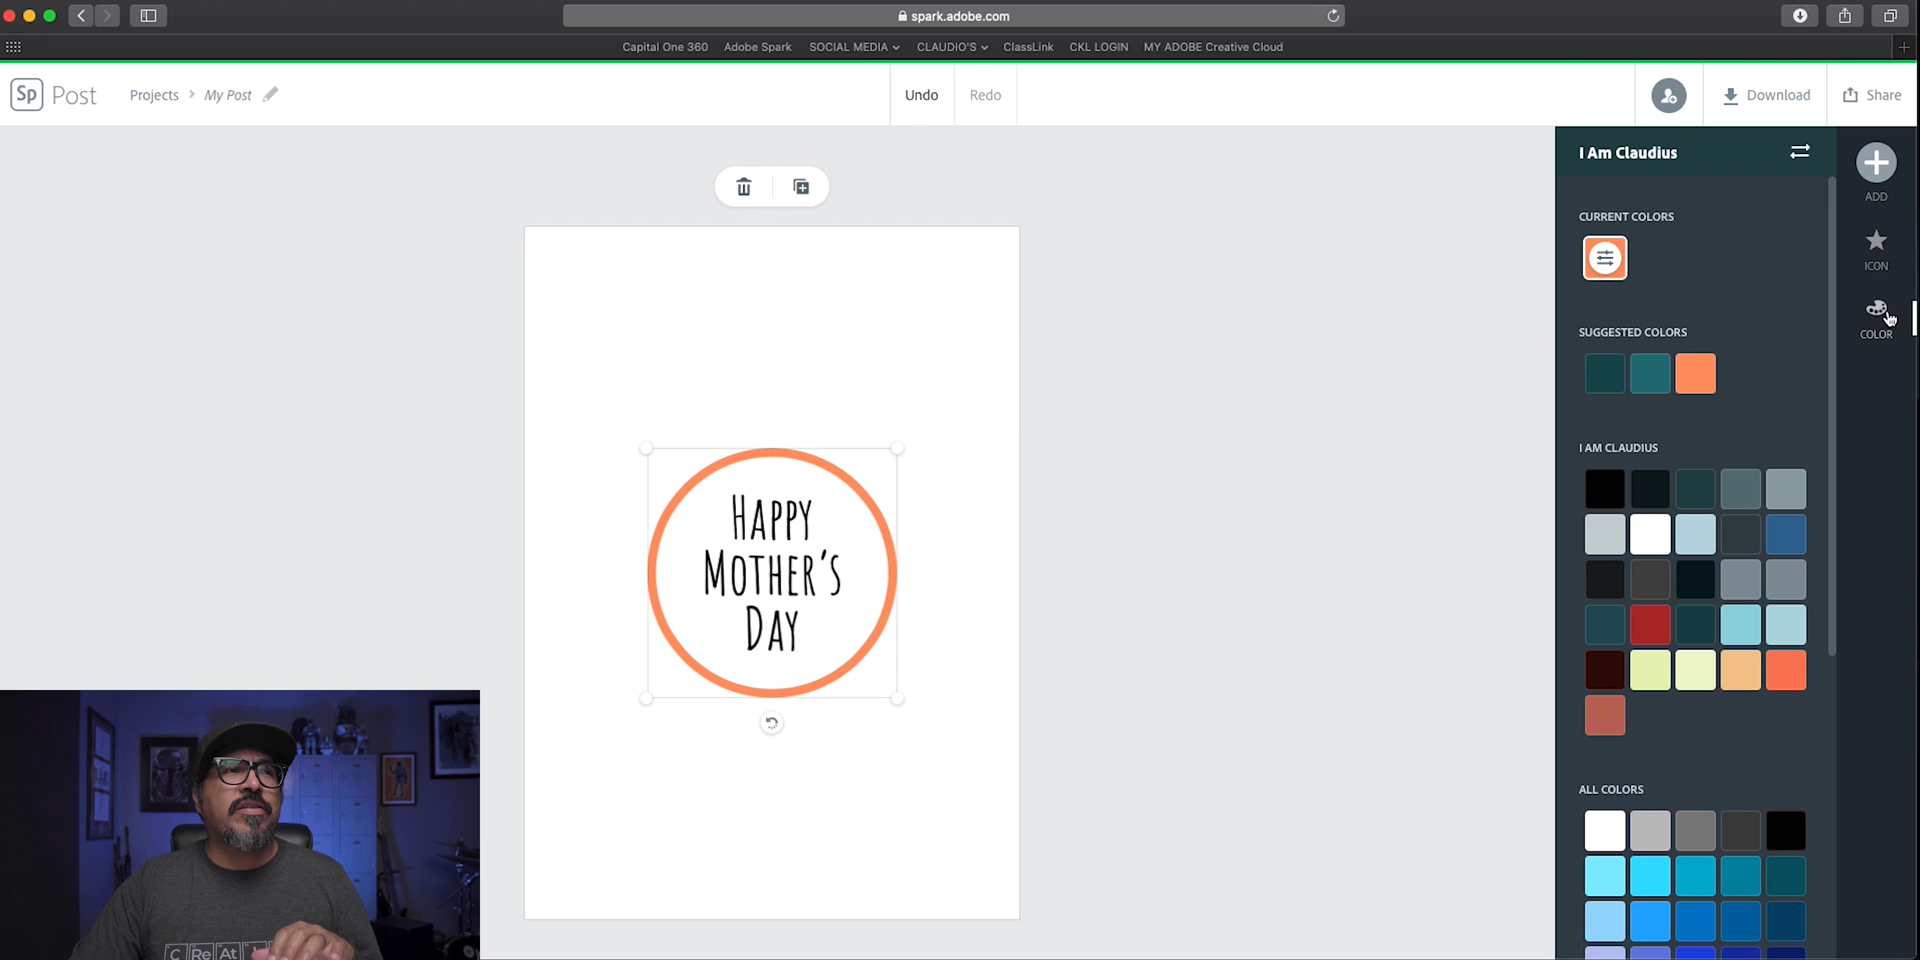 spark.adobe.com
Capital One 360 Adobe Spark SOCIAL MEDIA CLAUDIO'S ClassLink CKL LOGIN MY ADOBE Creative Cloud
Sp Post Projects > My Post Undo Redo Download Share
I Am Claudius
ADD
CURRENT COLORS
ICON
SUGGESTED COLORS
COLOR
I AM CLAUDIUS
HAPPY
MOTHER'S
DAY
ALL COLORS
C Re At